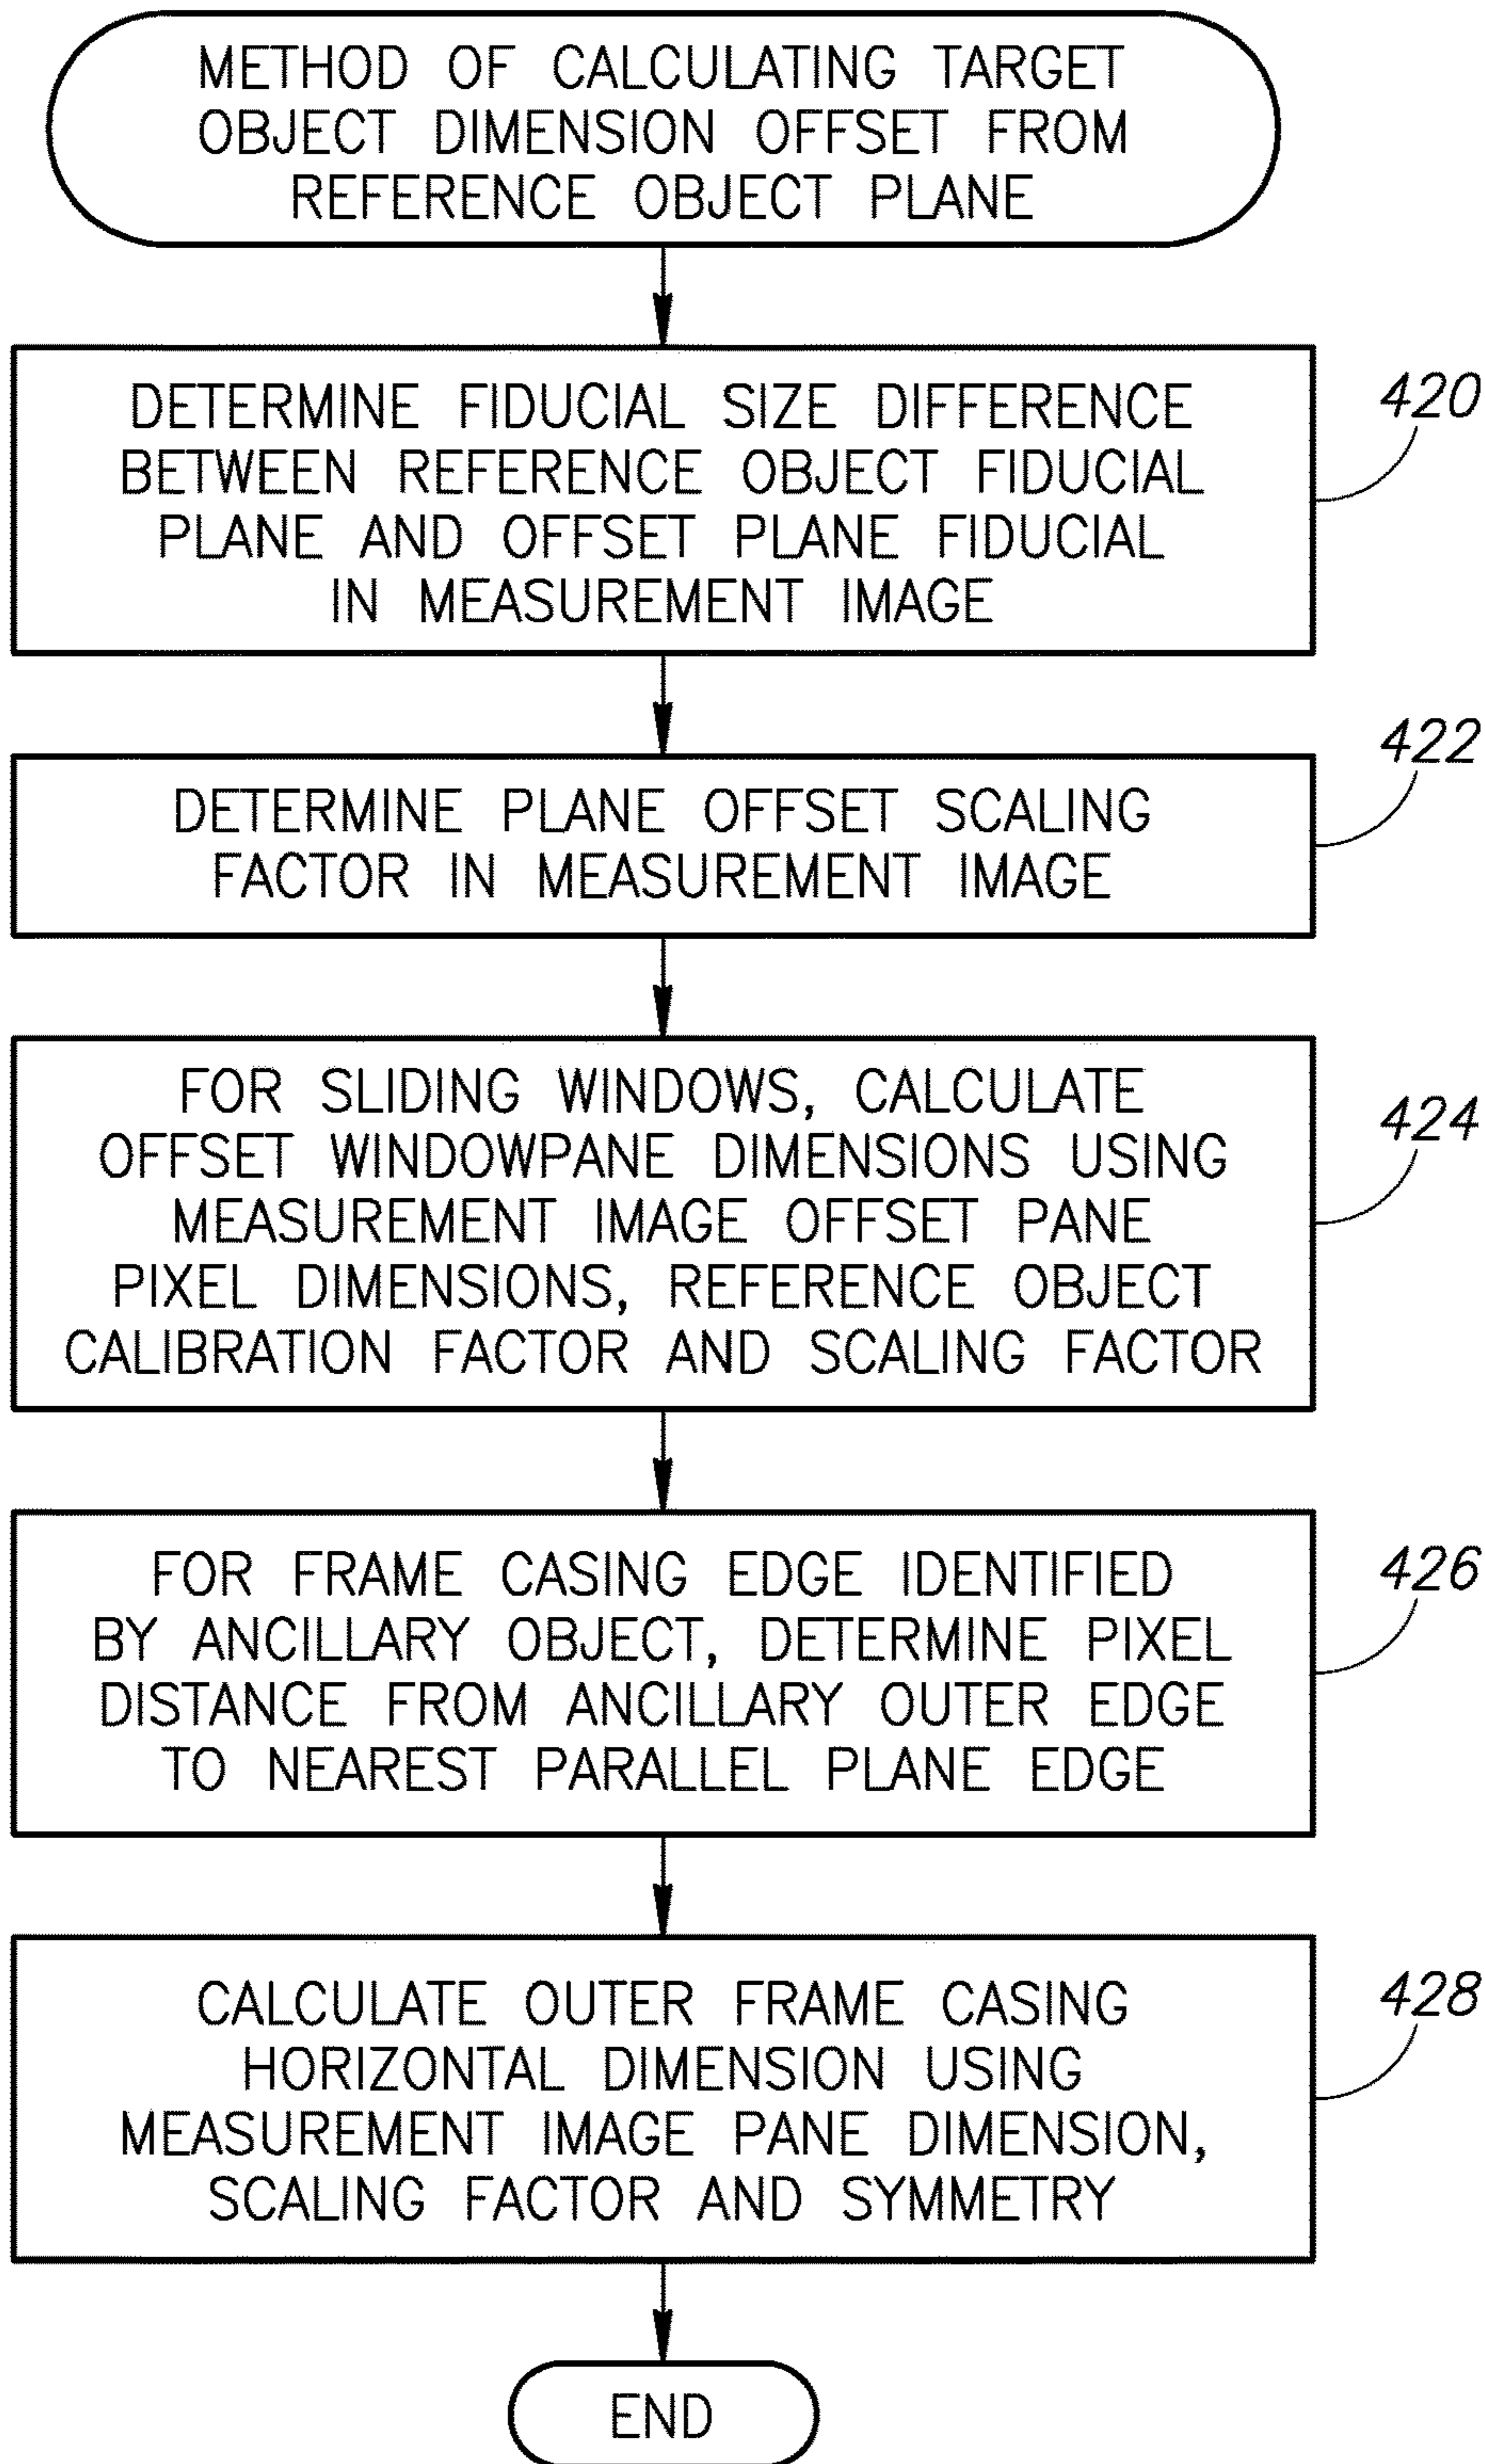 METHOD OF CALCULATING TARGET
OBJECT DIMENSION OFFSET FROM
REFERENCE OBJECT PLANE
DETERMINE FIDUCIAL SIZE DIFFERENCE
BETWEEN REFERENCE OBJECT FIDUCIAL
PLANE AND OFFSET PLANE FIDUCIAL
IN MEASUREMENT IMAGE
420
DETERMINE PLANE OFFSET SCALING
FACTOR IN MEASUREMENT IMAGE
422
FOR SLIDING WINDOWS, CALCULATE
OFFSET WINDOWPANE DIMENSIONS USING
MEASUREMENT IMAGE OFFSET PANE
PIXEL DIMENSIONS, REFERENCE OBJECT
CALIBRATION FACTOR AND SCALING FACTOR
424
FOR FRAME CASING EDGE IDENTIFIED
BY ANCILLARY OBJECT, DETERMINE PIXEL
DISTANCE FROM ANCILLARY OUTER EDGE
TO NEAREST PARALLEL PLANE EDGE
426
CALCULATE OUTER FRAME CASING
HORIZONTAL DIMENSION USING
MEASUREMENT IMAGE PANE DIMENSION,
SCALING FACTOR AND SYMMETRY
428
END